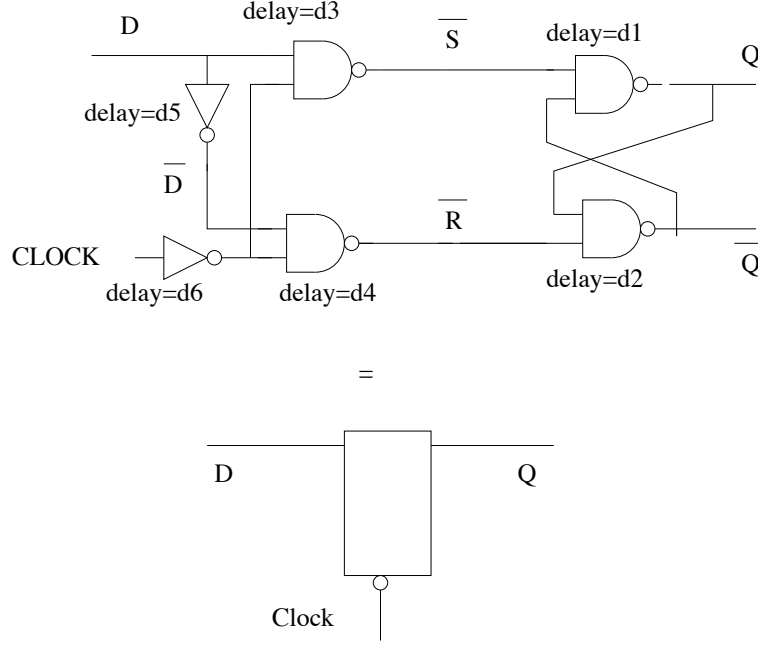 D
delay=d3
S
delay=d1
Q
delay=d5
D
R
CLOCK
Q
delay=d6
delay=d4
delay=d2
=
D
Q
Clock